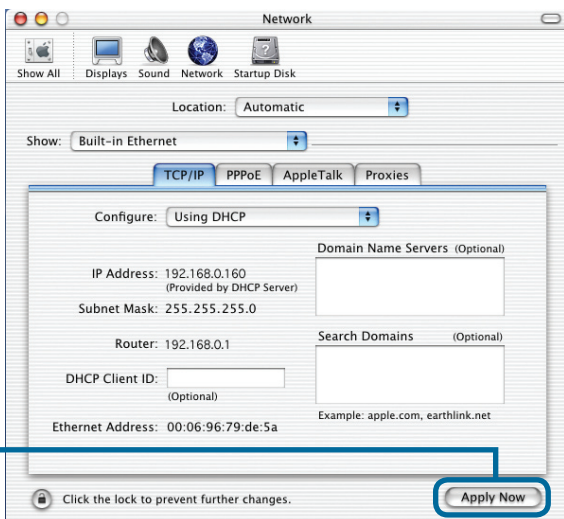 Network
Show All Displays Sound Network Startup Disk
Location: Automatic
Show: Built-in Ethernet
TCP/IP PPPoE AppleTalk Proxies
Configure: Using DHCP
Domain Name Servers (Optional)
IP Address: 192.168.0.160
(Provided by DHCP Server)
Subnet Mask: 255.255.255.0
Router: 192.168.0.1
Search Domains (Optional)
DHCP Client ID:
(Optional)
Example: apple.com, earthlink.net
Ethernet Address: 00:06:96:79:de:5a
Click the lock to prevent further changes.
Apply Now